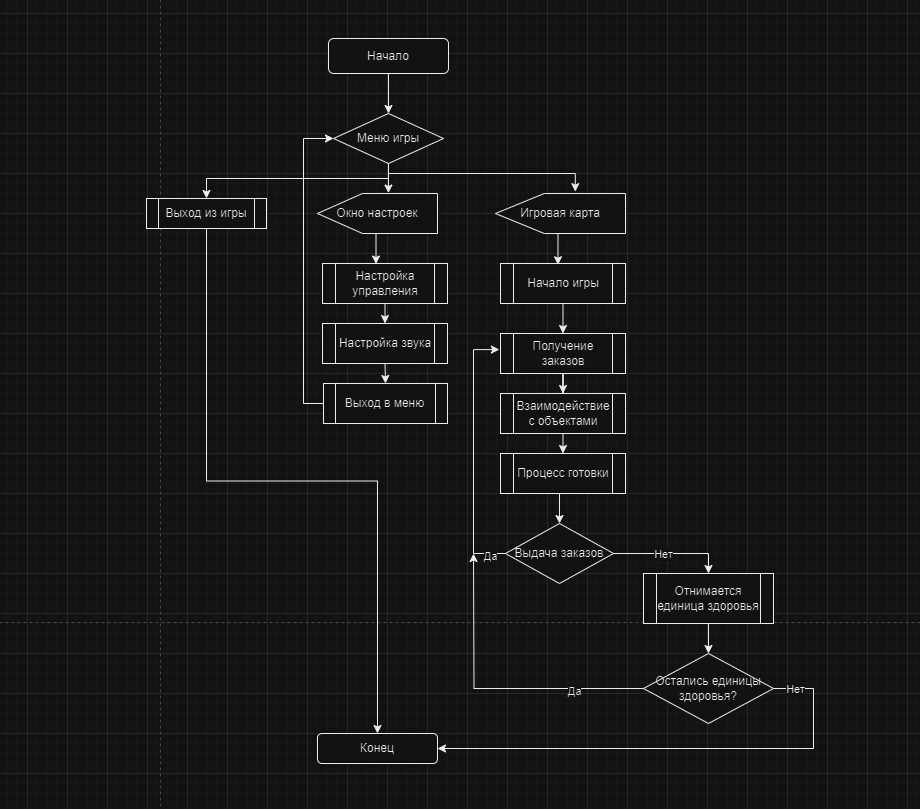 Начало
Меню игры
Выход из игры
Окно настроек
Игровая карта
Настройка
управления
Начало игры
Настройка звука
Получение
заказов
Выход в меню
Взаимодействие
с объектами
Процесс готовки
Да
Выдача заказов
Нет
Отнимается
единица здоровья
Остались единицы
здоровья?
Да
Нет
Конец